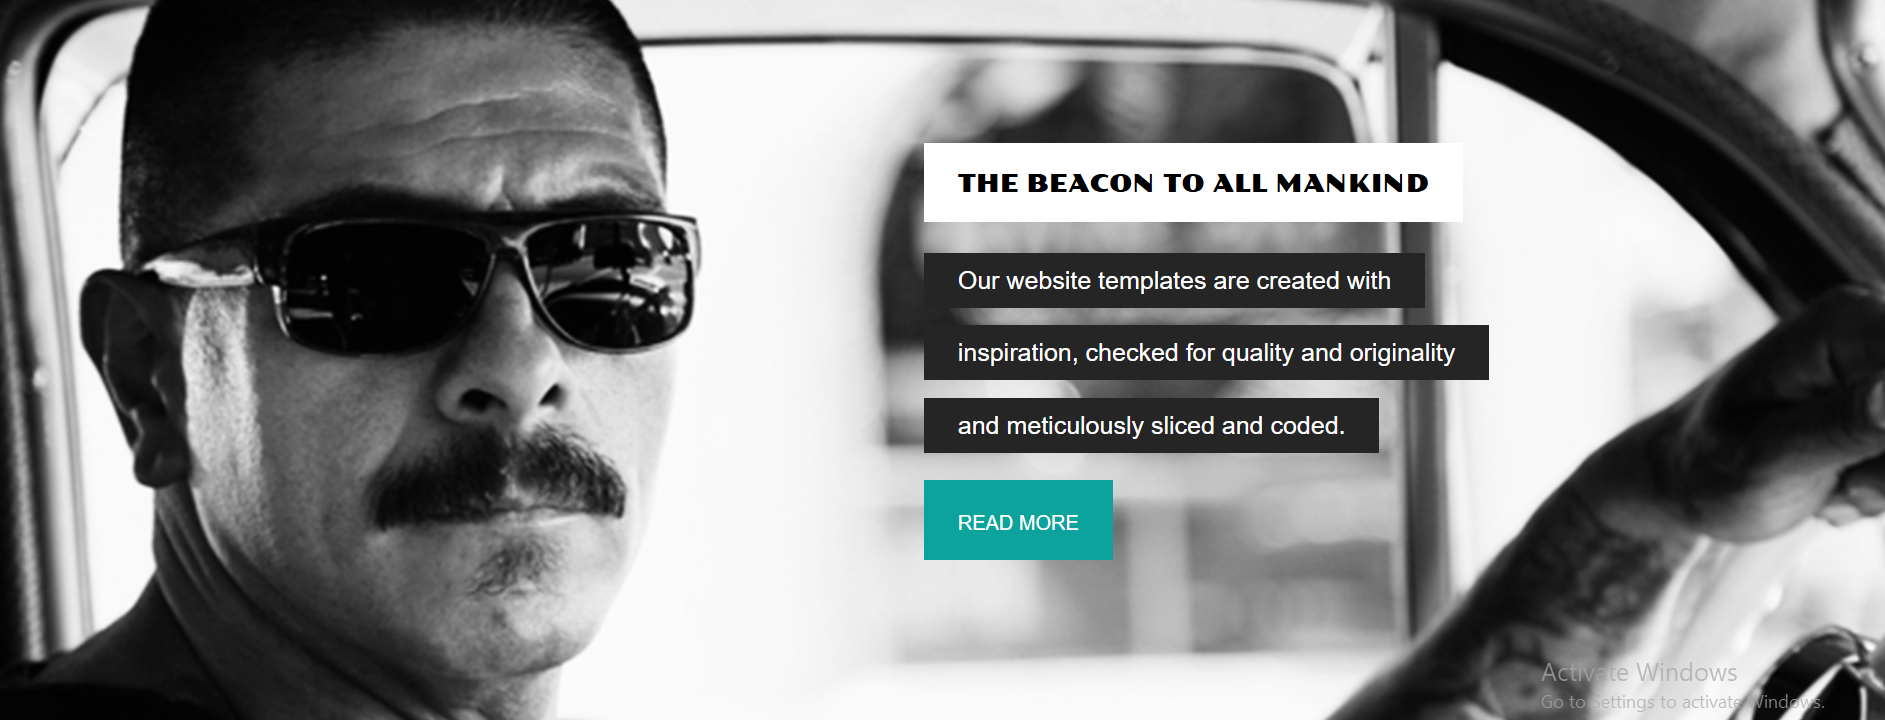 THE BEACON TO ALL MANKIND
Our website templates are created with
inspiration, checked for quality and originality
and meticulously sliced and coded.
READ MORE
Activate Windows
Go to Settings to activate Windows.